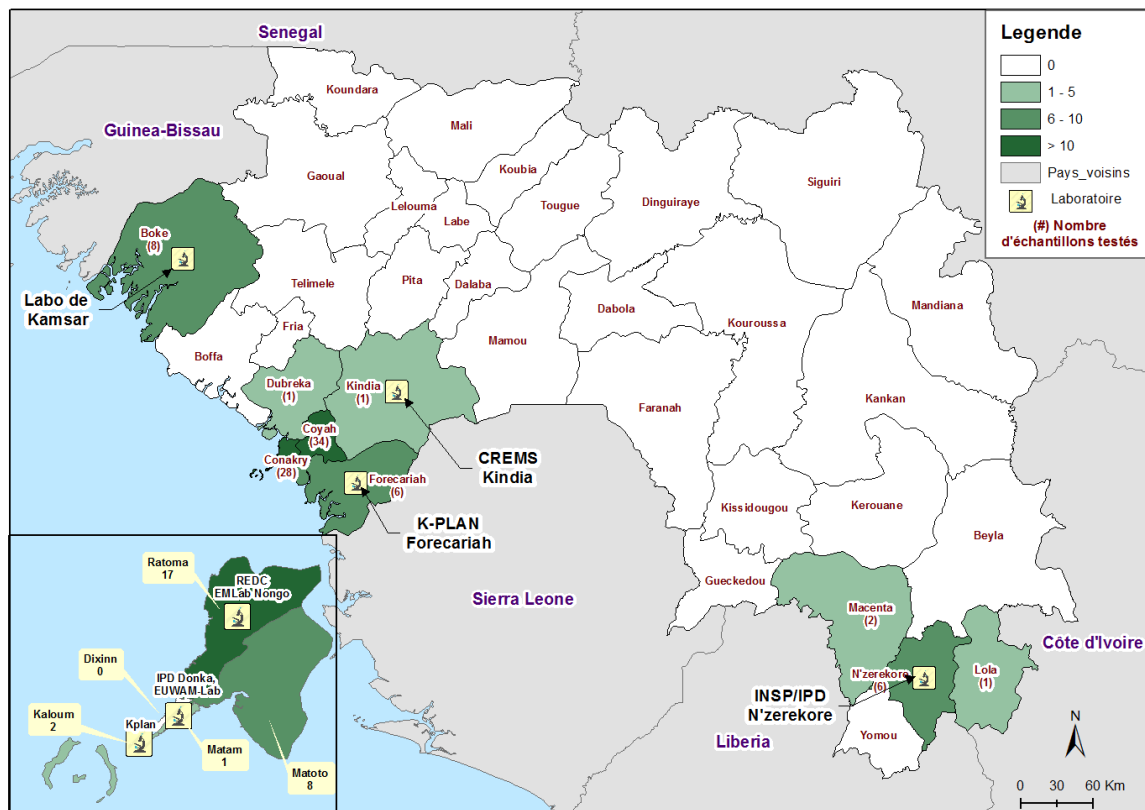 Senegal
Guinea-Bissau
Koundara
Mali
Gaoual
Koubia
Lelouma
Labe
Tougue
Dinguiraye
Siguiri
Boke
(8)
Labo de
Kamsar
Telimele
Pita
Dalaba
Dabola
Kouroussa
Mandiana
Fria
Boffa
Mamou
Dubreka
(1)
Kindia
(1)
Faranah
Kankan
Coyah
(34)
Conakry
(28)
Forecariah
(6)
CREMS
Kindia
K-PLAN
Forecariah
Kissidougou
Kerouane
Beyla
Gueckedou
Sierra Leone
Macenta
(2)
Côte d'Ivoire
N'zerekore
(6)
Lola
(1)
INSP/IPD
N'zerekore
Yomou
Liberia
Legende
0
1 - 5
6 - 10
> 10
Pays_voisins
Laboratoire
(#) Nombre
d'échantillons testés
Ratoma
17
REDC
EMLab Nongo
Dixinn
0
IPD Donka,
EUWAM-Lab
Kaloum
2
Kplan
Matam
1
Matoto
8
N
0 30 60 Km